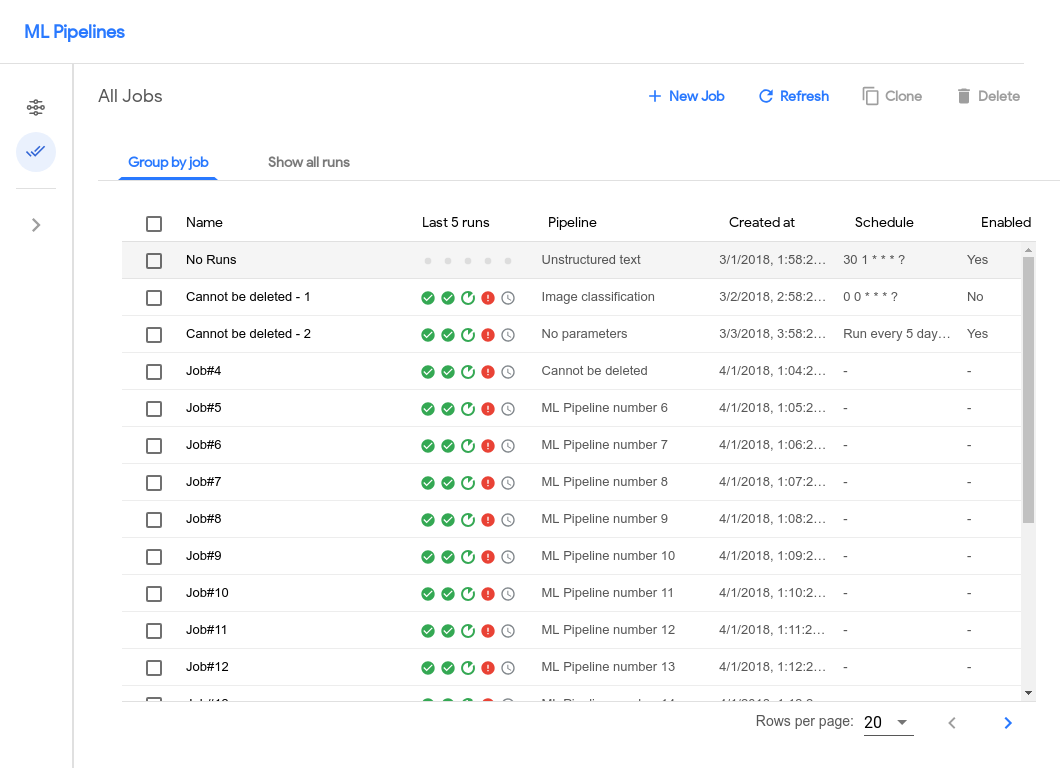 ML Pipelines
All Jobs + New Job Refresh Clone Delete
Group by job Show all runs
Name Last 5 runs Pipeline Created at Schedule Enabled
No Runs Unstructured text 3/1/2018, 1:58:2… 30 1 * * * ? Yes
Cannot be deleted - 1 Image classification 3/2/2018, 2:58:2… 0 0 * * * ? No
Cannot be deleted - 2 No parameters 3/3/2018, 3:58:2… Run every 5 day… Yes
Job#4 Cannot be deleted 4/1/2018, 1:04:2… - -
Job#5 ML Pipeline number 6 4/1/2018, 1:05:2… - -
Job#6 ML Pipeline number 7 4/1/2018, 1:06:2… - -
Job#7 ML Pipeline number 8 4/1/2018, 1:07:2… - -
Job#8 ML Pipeline number 9 4/1/2018, 1:08:2… - -
Job#9 ML Pipeline number 10 4/1/2018, 1:09:2… - -
Job#10 ML Pipeline number 11 4/1/2018, 1:10:2… - -
Job#11 ML Pipeline number 12 4/1/2018, 1:11:2… - -
Job#12 ML Pipeline number 13 4/1/2018, 1:12:2… - -
Rows per page: 20